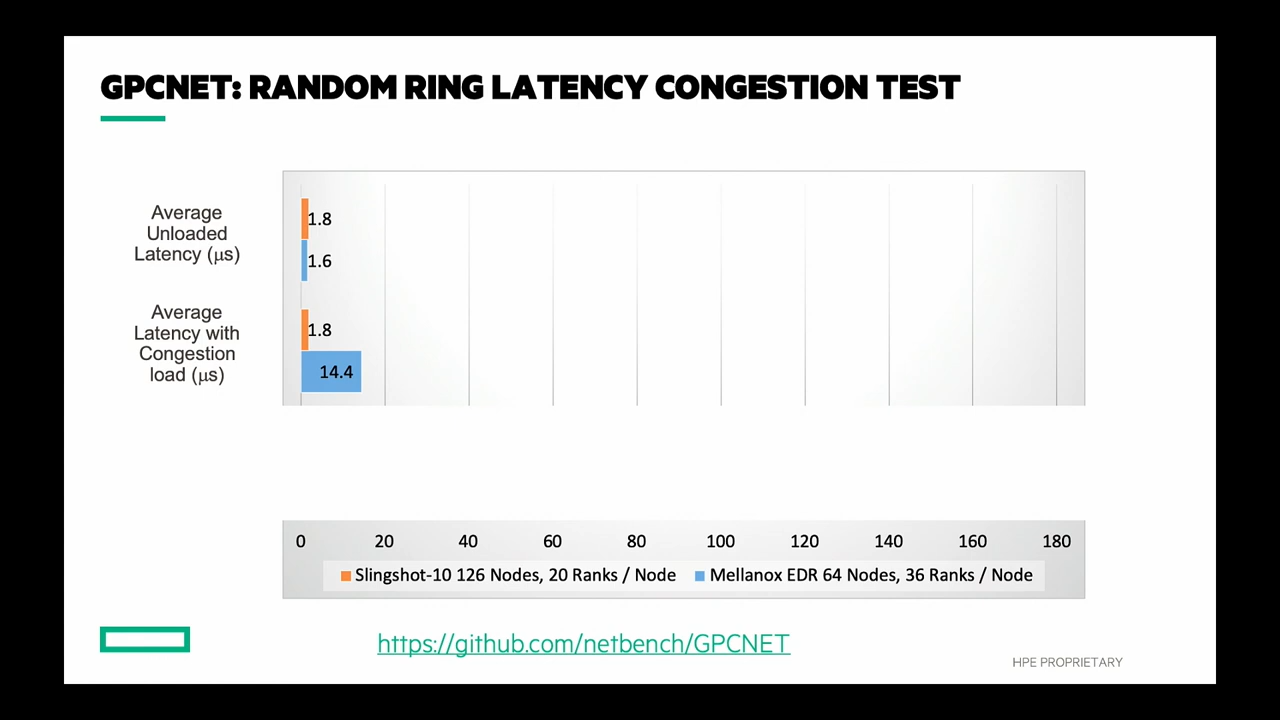 GPCNET: RANDOM RING LATENCY CONGESTION TEST
Average
Unloaded
Latency (µs)
1.8
1.6
Average
Latency with
Congestion
load (µs)
1.8
14.4
0 20 40 60 80 100 120 140 160 180
Slingshot-10 126 Nodes, 20 Ranks / Node Mellanox EDR 64 Nodes, 36 Ranks / Node
https://github.com/netbench/GPCNET
HPE PROPRIETARY